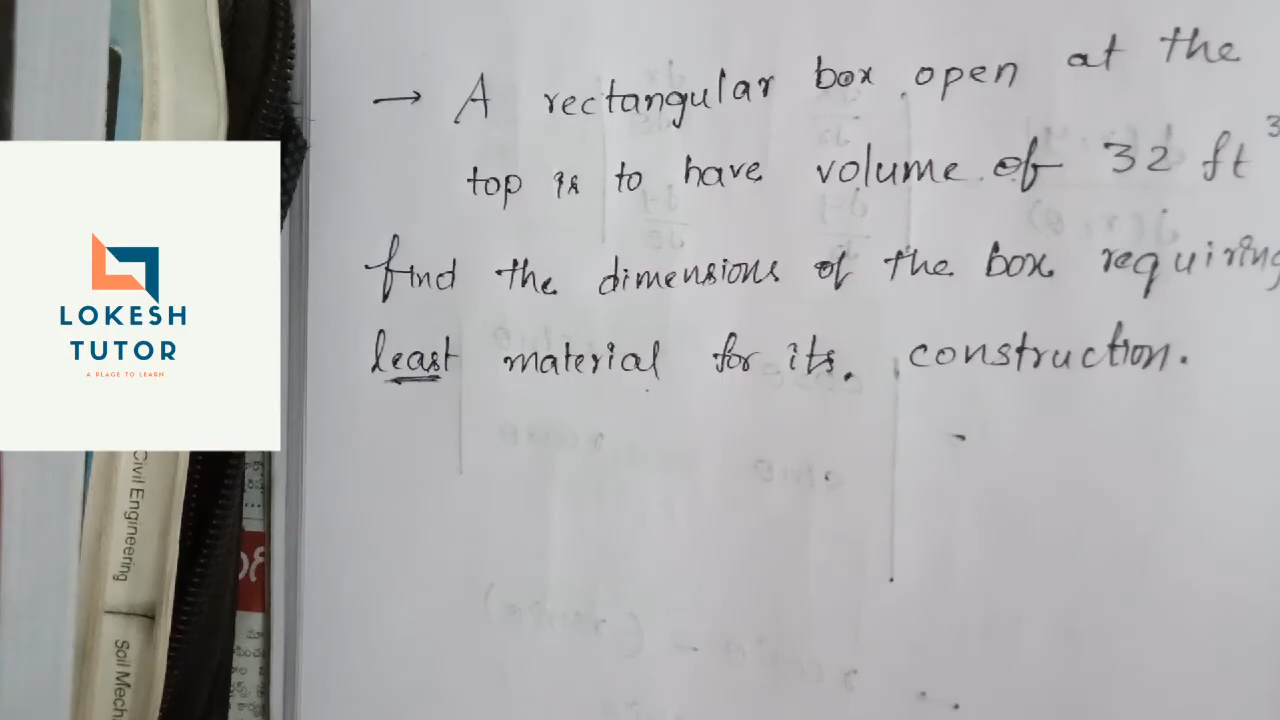 → A rectangular box open at the
top is to have volume of 32 ft³
find the dimensions of the box requiring
least material for its. construction.
LOKESH
TUTOR
A PLACE TO LEARN
Civil Engineering
Soil Mech